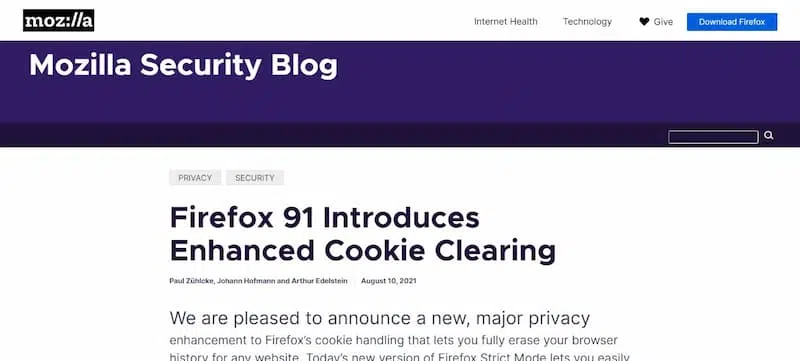 moz://a
Internet Health Technology Give Download Firefox
Mozilla Security Blog
PRIVACY SECURITY
Firefox 91 Introduces
Enhanced Cookie Clearing
Paul Zühlcke, Johann Hofmann and Arthur Edelstein August 10, 2021
We are pleased to announce a new, major privacy
enhancement to Firefox's cookie handling that lets you fully erase your browser
history for any website. Today's new version of Firefox Strict Mode lets you easily